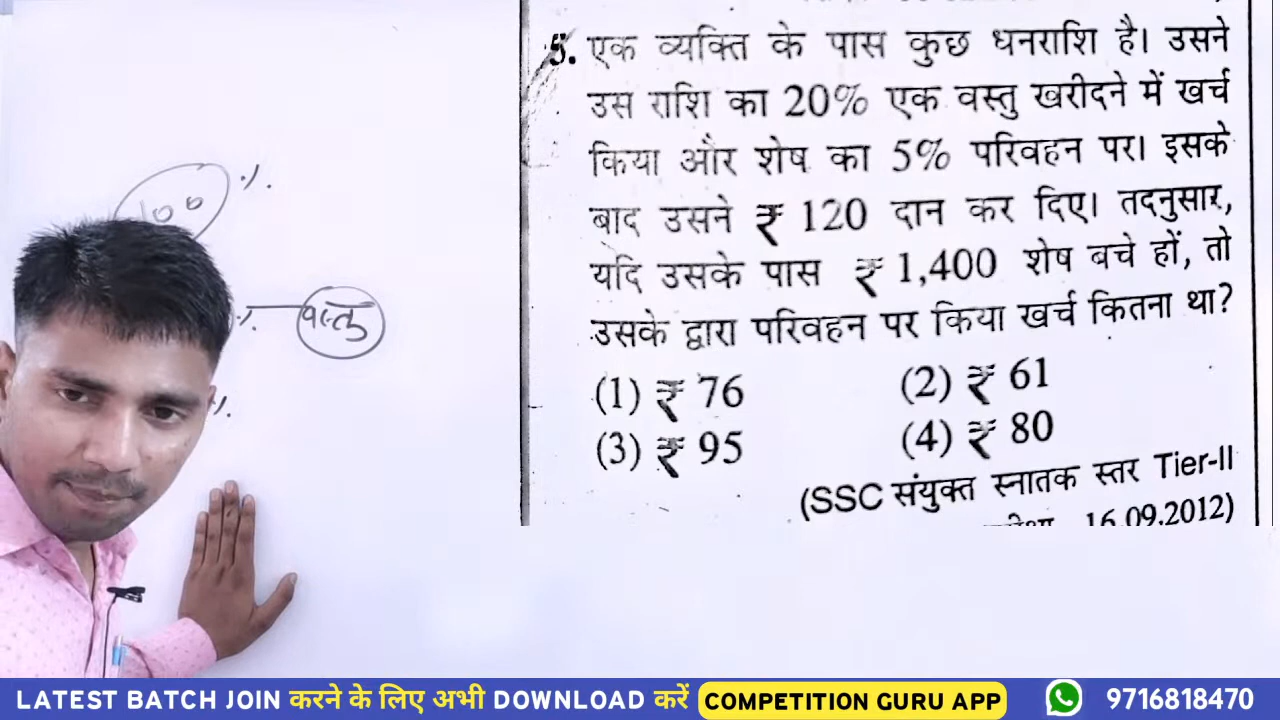 5. एक व्यक्ति के पास कुछ धनराशि है। उसने
उस राशि का 20% एक वस्तु खरीदने में खर्च
किया और शेष का 5% परिवहन पर। इसके
बाद उसने ₹ 120 दान कर दिए। तदनुसार,
यदि उसके पास ₹ 1,400 शेष बचे हों, तो
उसके द्वारा परिवहन पर किया खर्च कितना था?
(1) ₹ 76 (2) ₹ 61
(3) ₹ 95 (4) ₹ 80
(SSC संयुक्त स्नातक स्तर Tier-II
16.09.2012)
100 %
% वस्तु
%
LATEST BATCH JOIN करने के लिए अभी DOWNLOAD करें COMPETITION GURU APP 9716818470